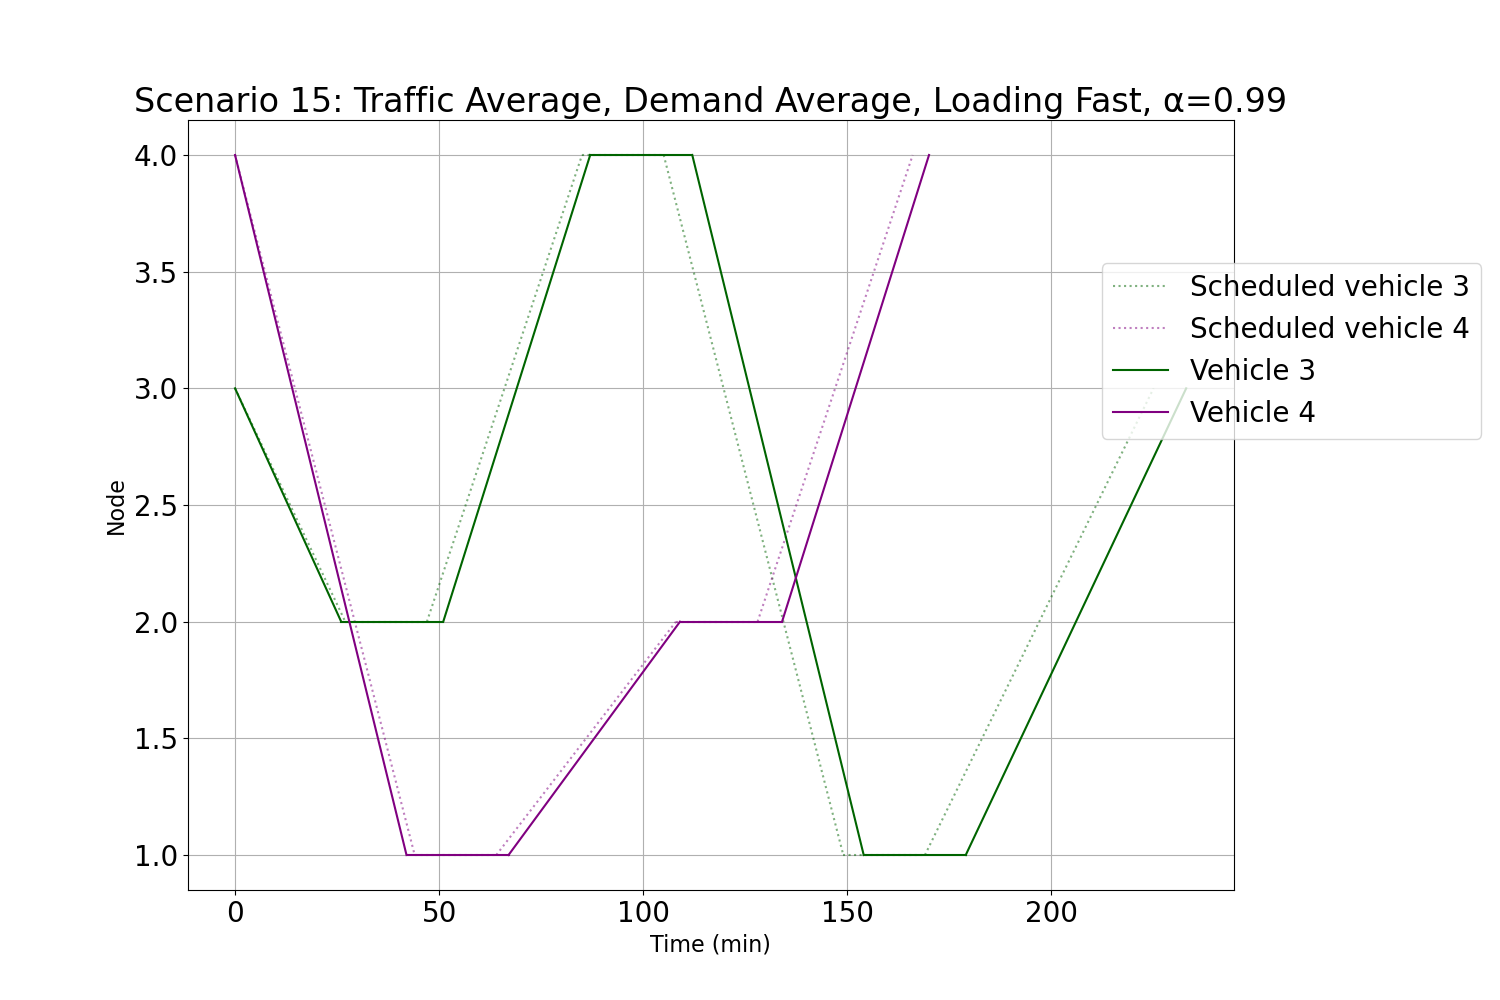 Scenario 15: Traffic Average, Demand Average, Loading Fast, α=0.99
4.0
3.5
3.0
2.5
2.0
1.5
1.0
Node
0 50 100 150 200
Time (min)
Scheduled vehicle 3
Scheduled vehicle 4
Vehicle 3
Vehicle 4